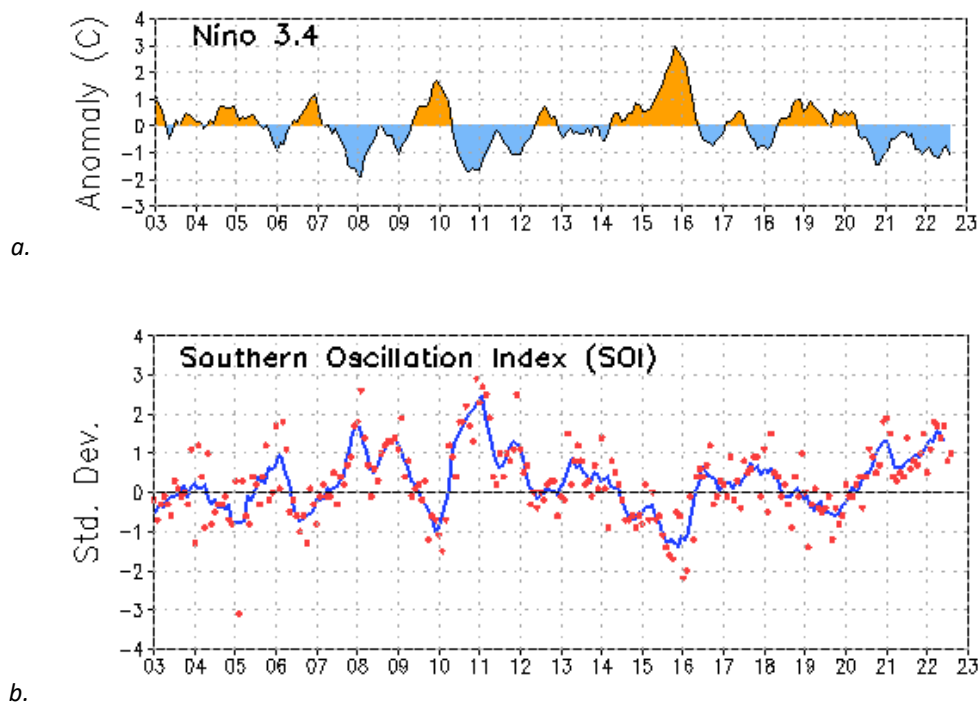 Nino 3.4
Anomaly (C)
4
3
2
1
0
-1
-2
-3
03 04 05 06 07 08 09 10 11 12 13 14 15 16 17 18 19 20 21 22 23
a.
Southern Oscillation Index (SOI)
Std. Dev.
4
3
2
1
0
-1
-2
-3
-4
03 04 05 06 07 08 09 10 11 12 13 14 15 16 17 18 19 20 21 22 23
b.